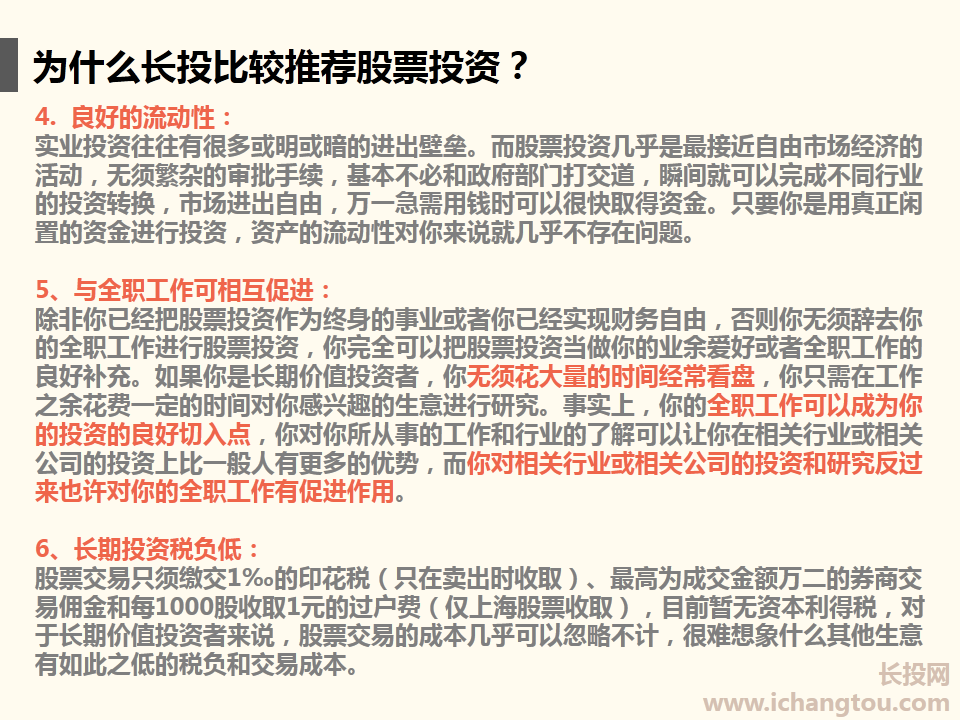 为什么长投比较推荐股票投资？
4. 良好的流动性：
实业投资往往有很多或明或暗的进出壁垒。而股票投资几乎是最接近自由市场经济的
活动，无须繁杂的审批手续，基本不必和政府部门打交道，瞬间就可以完成不同行业
的投资转换，市场进出自由，万一急需用钱时可以很快取得资金。只要你是用真正闲
置的资金进行投资，资产的流动性对你来说就几乎不存在问题。
5、与全职工作可相互促进：
除非你已经把股票投资作为终身的事业或者你已经实现财务自由，否则你无须辞去你
的全职工作进行股票投资，你完全可以把股票投资当做你的业余爱好或者全职工作的
良好补充。如果你是长期价值投资者，你无须花大量的时间经常看盘，你只需在工作
之余花费一定的时间对你感兴趣的生意进行研究。事实上，你的全职工作可以成为你
的投资的良好切入点，你对你所从事的工作和行业的了解可以让你在相关行业或相关
公司的投资上比一般人有更多的优势，而你对相关行业或相关公司的投资和研究反过
来也许对你的全职工作有促进作用。
6、长期投资税负低：
股票交易只须缴交1‰的印花税（只在卖出时收取）、最高为成交金额万二的券商交
易佣金和每1000股收取1元的过户费（仅上海股票收取），目前暂无资本利得税，对
于长期价值投资者来说，股票交易的成本几乎可以忽略不计，很难想象什么其他生意
有如此之低的税负和交易成本。
长投网
www.ichangtou.com